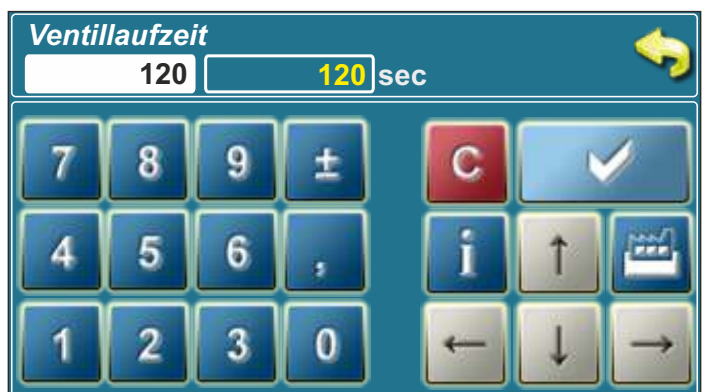 Ventillaufzeit
120 120 sec
7 8 9 ± C
4 5 6 , i ↑
1 2 3 0 ← ↓ →